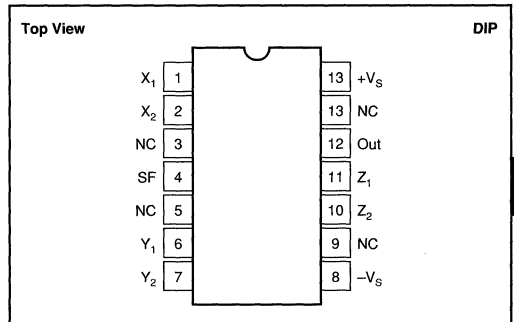 Top View DIP
X₁ 1 13 +Vₛ
X₂ 2 13 NC
NC 3 12 Out
SF 4 11 Z₁
NC 5 10 Z₂
Y₁ 6 9 NC
Y₂ 7 8 –Vₛ